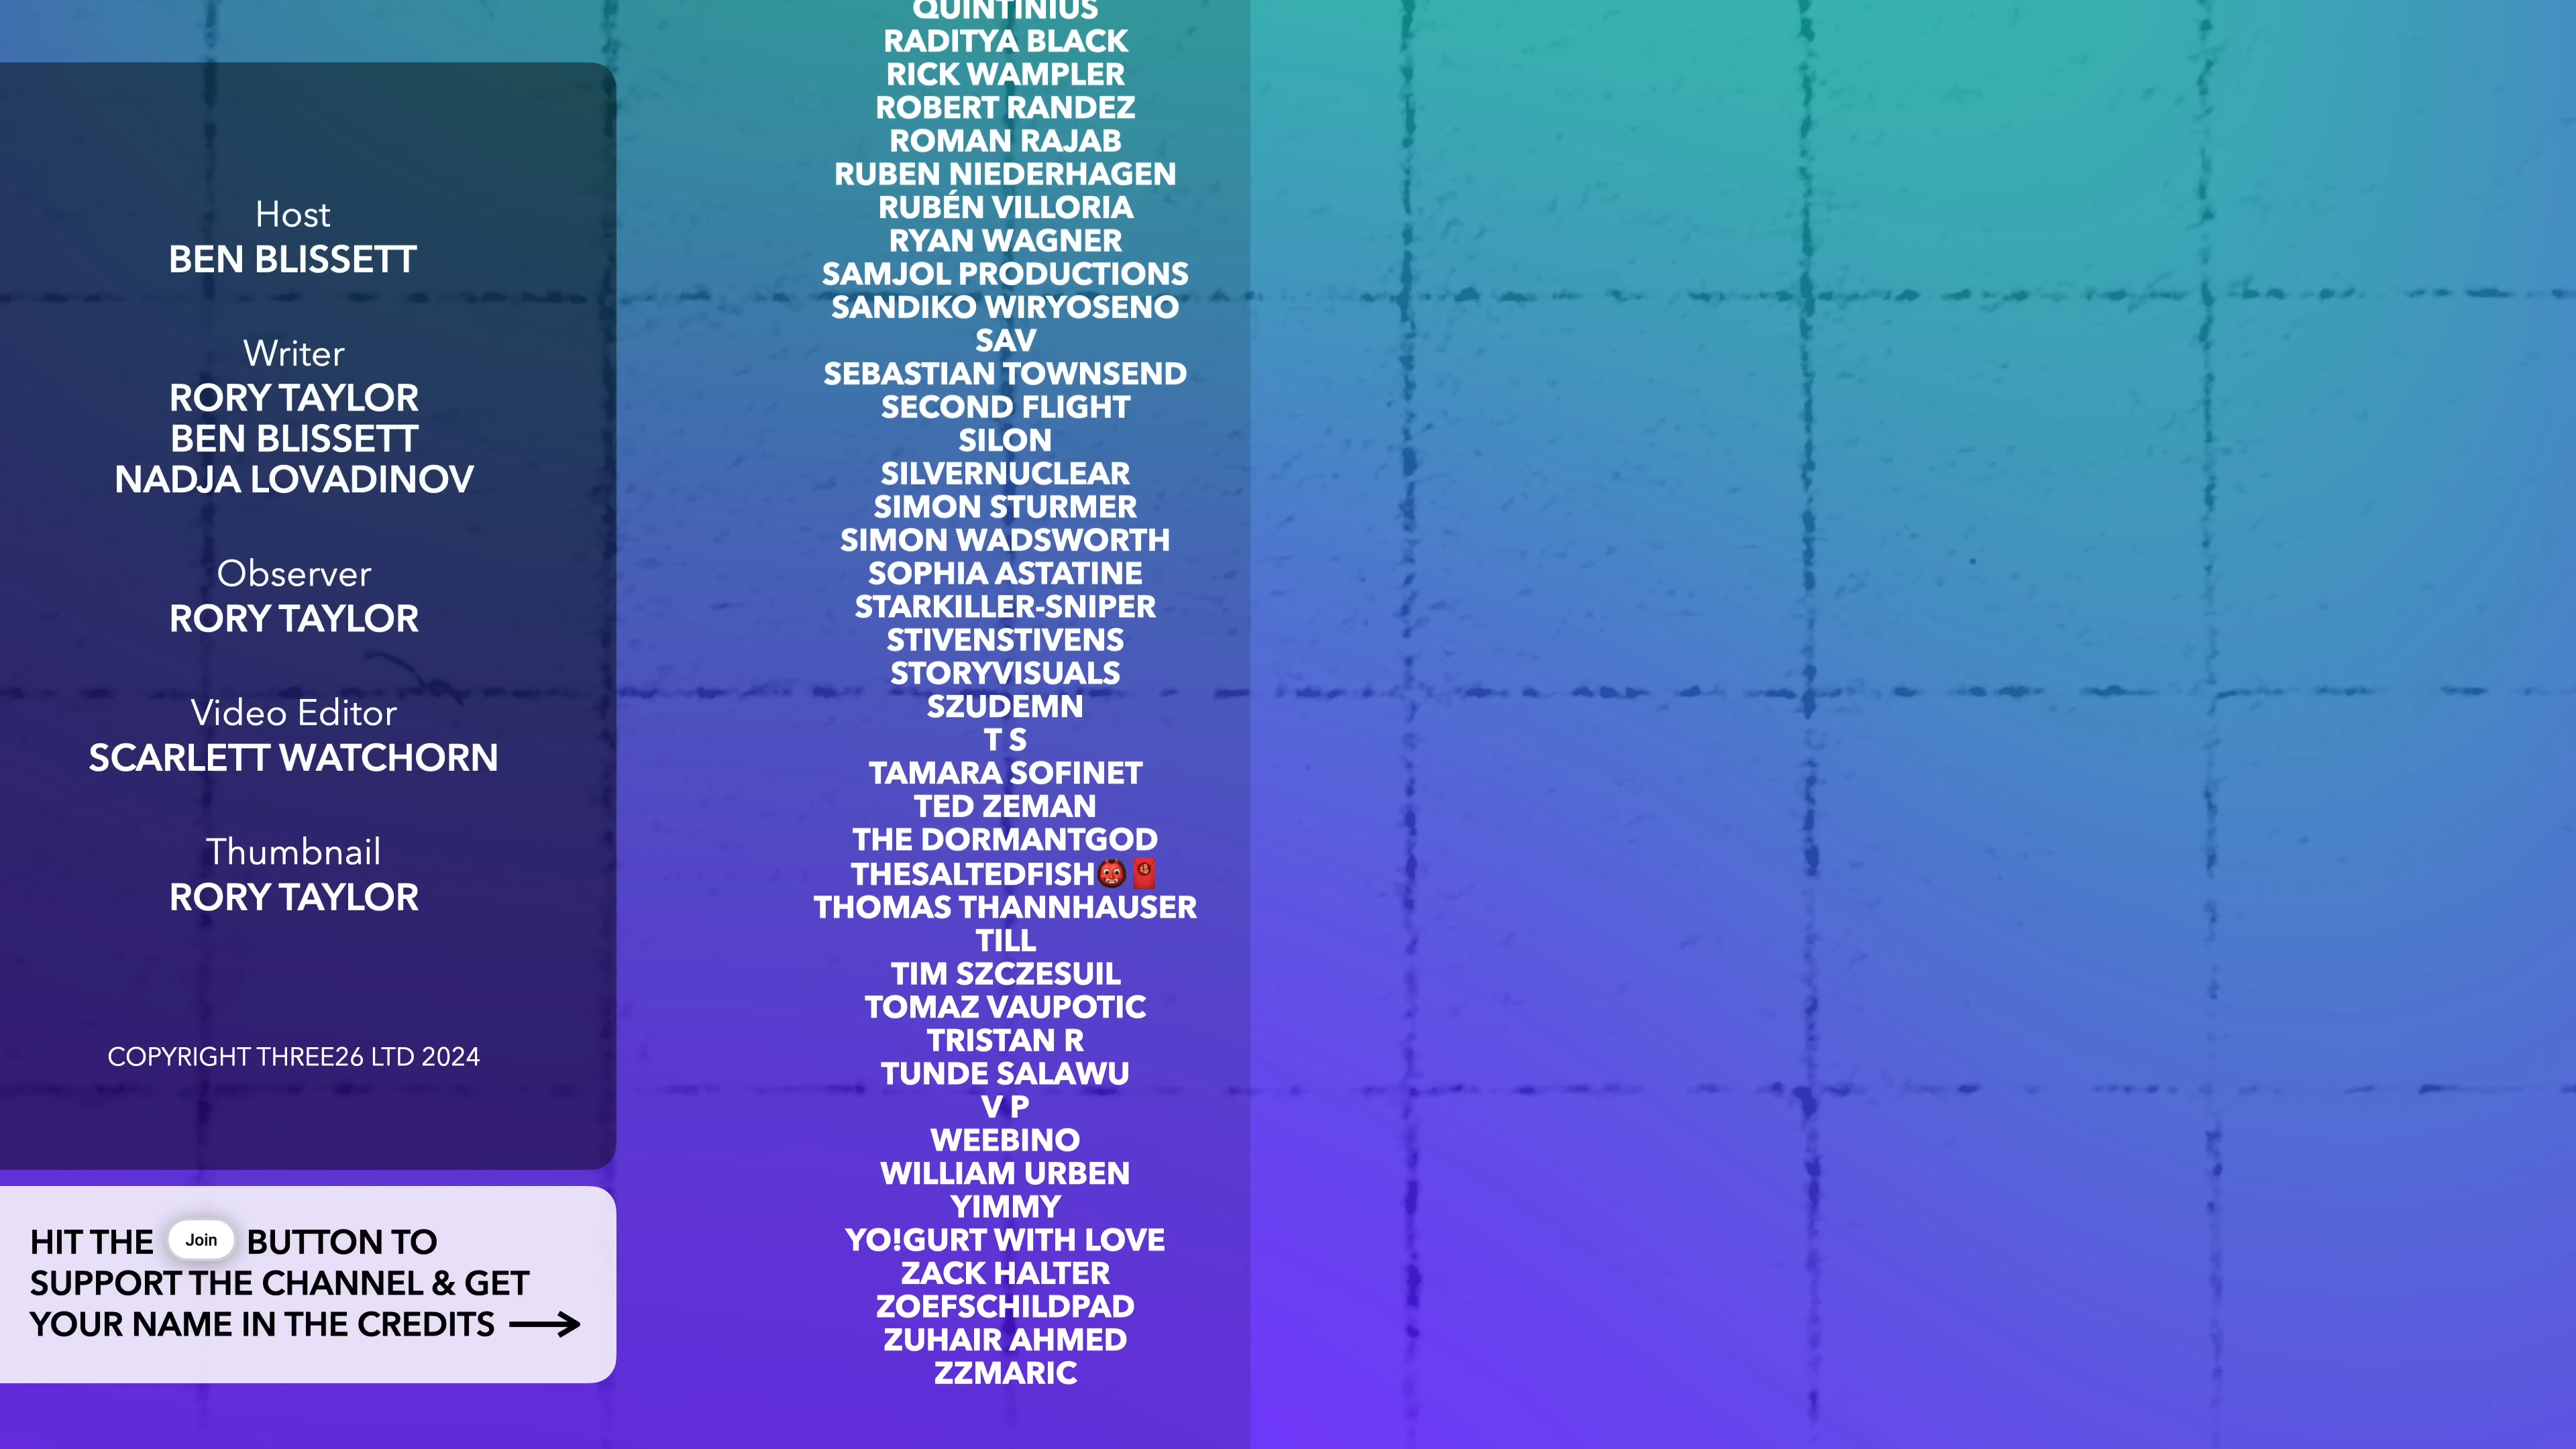 Host
BEN BLISSETT
Writer
RORY TAYLOR
BEN BLISSETT
NADJA LOVADINOV
Observer
RORY TAYLOR
Video Editor
SCARLETT WATCHORN
Thumbnail
RORY TAYLOR
COPYRIGHT THREE26 LTD 2024
HIT THE Join BUTTON TO
SUPPORT THE CHANNEL & GET
YOUR NAME IN THE CREDITS →
QUINTINIUS
RADITYA BLACK
RICK WAMPLER
ROBERT RANDEZ
ROMAN RAJAB
RUBEN NIEDERHAGEN
RUBÉN VILLORIA
RYAN WAGNER
SAMJOL PRODUCTIONS
SANDIKO WIRYOSENO
SAV
SEBASTIAN TOWNSEND
SECOND FLIGHT
SILON
SILVERNUCLEAR
SIMON STURMER
SIMON WADSWORTH
SOPHIA ASTATINE
STARKILLER-SNIPER
STIVENSTIVENS
STORYVISUALS
SZUDEMN
T S
TAMARA SOFINET
TED ZEMAN
THE DORMANTGOD
THESALTEDFISH👹🧧
THOMAS THANNHAUSER
TILL
TIM SZCZESUIL
TOMAZ VAUPOTIC
TRISTAN R
TUNDE SALAWU
V P
WEEBINO
WILLIAM URBEN
YIMMY
YO!GURT WITH LOVE
ZACK HALTER
ZOEFSCHILDPAD
ZUHAIR AHMED
ZZMARIC